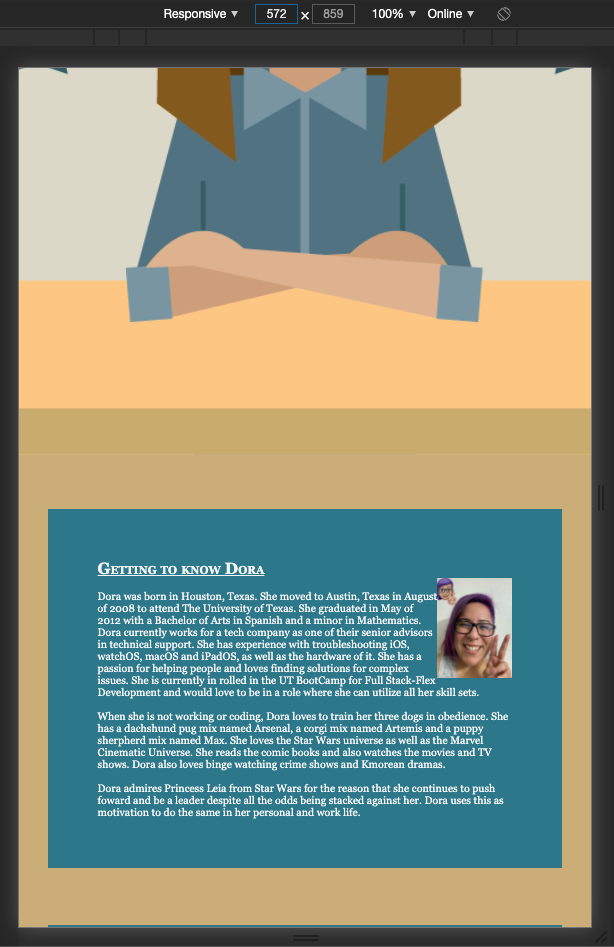 Responsive ▼ 572 × 859 100% ▼ Online ▼
Getting to know Dora
Dora was born in Houston, Texas. She moved to Austin, Texas in August
of 2008 to attend The University of Texas. She graduated in May of
2012 with a Bachelor of Arts in Spanish and a minor in Mathematics.
Dora currently works for a tech company as one of their senior advisors
in technical support. She has experience with troubleshooting iOS,
watchOS, macOS and iPadOS, as well as the hardware of it. She has a
passion for helping people and loves finding solutions for complex
issues. She is currently in rolled in the UT BootCamp for Full Stack-Flex
Development and would love to be in a role where she can utilize all her skill sets.
When she is not working or coding, Dora loves to train her three dogs in obedience. She
has a dachshund pug mix named Arsenal, a corgi mix named Artemis and a puppy
sherpherd mix named Max. She loves the Star Wars universe as well as the Marvel
Cinematic Universe. She reads the comic books and also watches the movies and TV
shows. Dora also loves binge watching crime shows and Kmorean dramas.
Dora admires Princess Leia from Star Wars for the reason that she continues to push
foward and be a leader despite all the odds being stacked against her. Dora uses this as
motivation to do the same in her personal and work life.